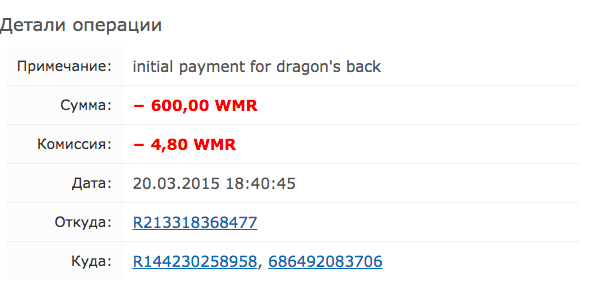 Детали операции
Примечание: initial payment for dragon's back
Сумма: − 600,00 WMR
Комиссия: − 4,80 WMR
Дата: 20.03.2015 18:40:45
Откуда: R213318368477
Куда: R144230258958, 686492083706